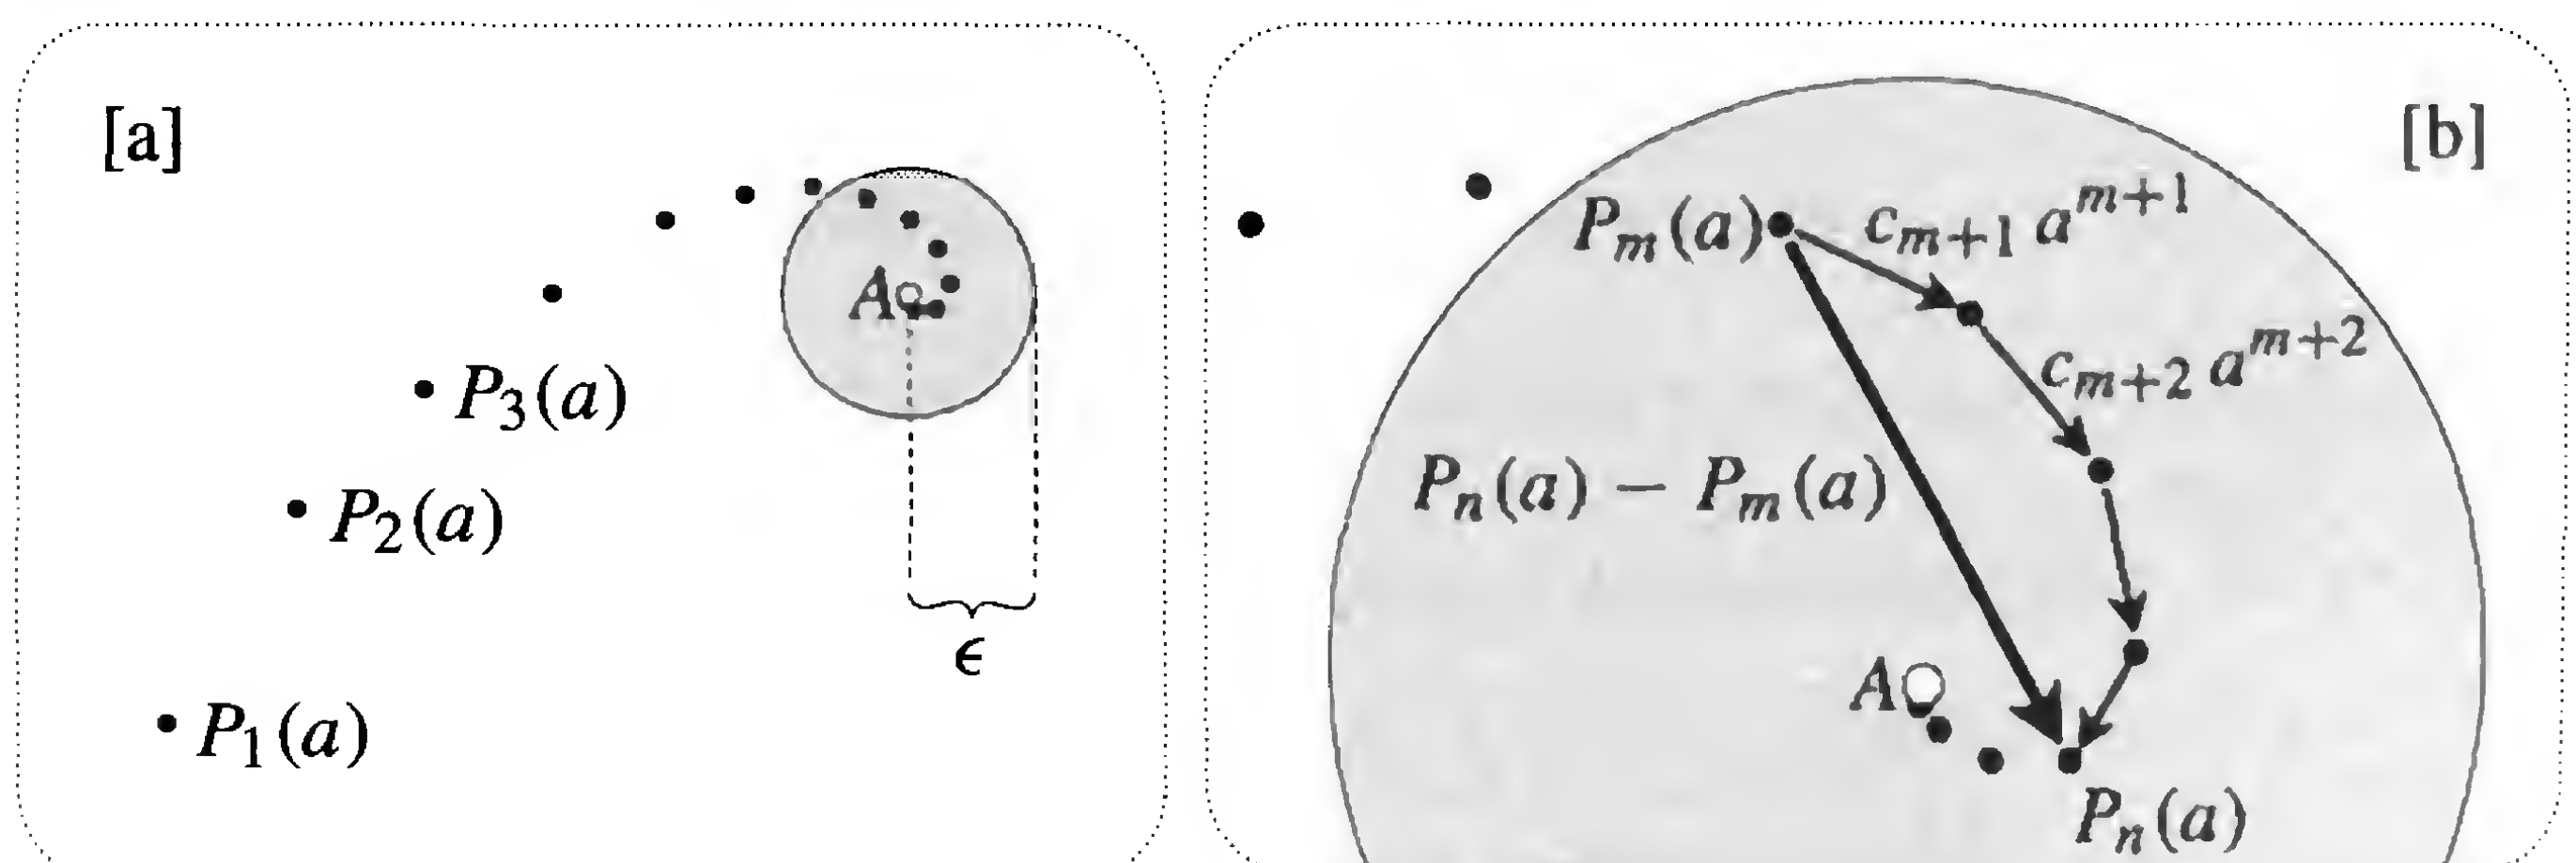 [a]
A
P₃(a)
P₂(a)
ϵ
P₁(a)
[b]
Pₘ(a) cₘ₊₁ aᵐ⁺¹
cₘ₊₂ aᵐ⁺²
Pₙ(a) − Pₘ(a)
A
Pₙ(a)